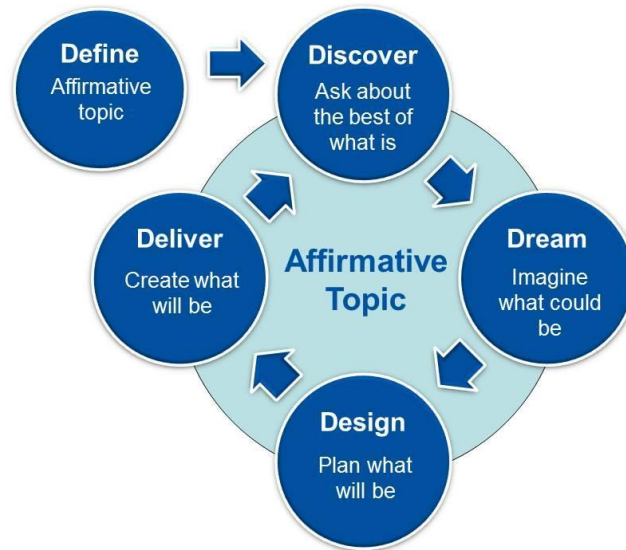 Define
Affirmative
topic
Discover
Ask about
the best of
what is
Dream
Imagine
what could
be
Design
Plan what
will be
Deliver
Create what
will be
Affirmative
Topic